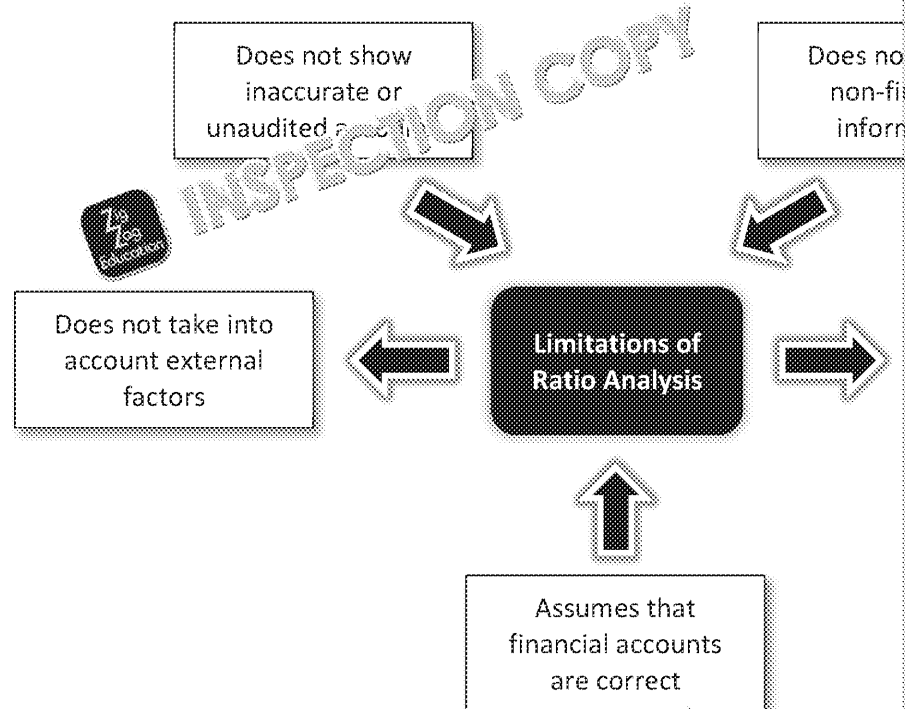 Does not show
inaccurate or
unaudited
INSPECTION COPY
Does no
non-fi
inform
Zig
Zag
Education
Does not take into
account external
factors
Limitations of
Ratio Analysis
Assumes that
financial accounts
are correct